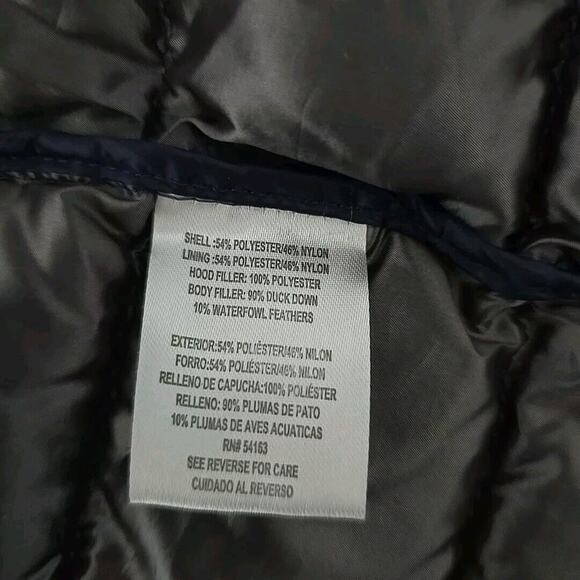 SHELL :54% POLYESTER/46% NYLON
LINING :54% POLYESTER/46% NYLON
HOOD FILLER: 100% POLYESTER
BODY FILLER: 90% DUCK DOWN
10% WATERFOWL FEATHERS
EXTERIOR:54% POLIÉSTER/46% NILON
FORRO:54% POLIÉSTER/46% NILON
RELLENO DE CAPUCHA:100% POLIÉSTER
RELLENO: 90% PLUMAS DE PATO
10% PLUMAS DE AVES ACUATICAS
RN# 54163
SEE REVERSE FOR CARE
CUIDADO AL REVERSO